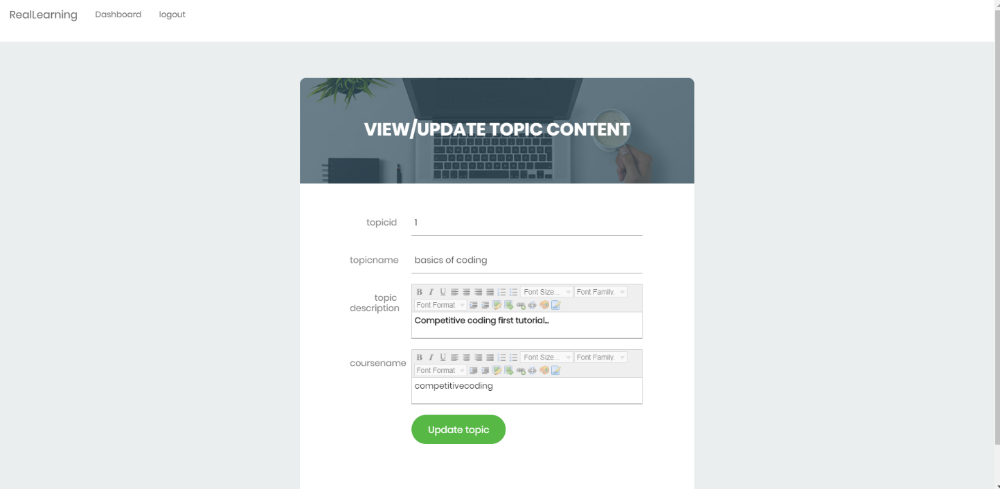 RealLearning Dashboard logout
VIEW/UPDATE TOPIC CONTENT
topicid 1
topicname basics of coding
topic description
B I U Font Size... Font Family.
Font Format
Competitive coding first tutorial...
coursename
B I U Font Size... Font Family.
Font Format
competitivecoding
Update topic